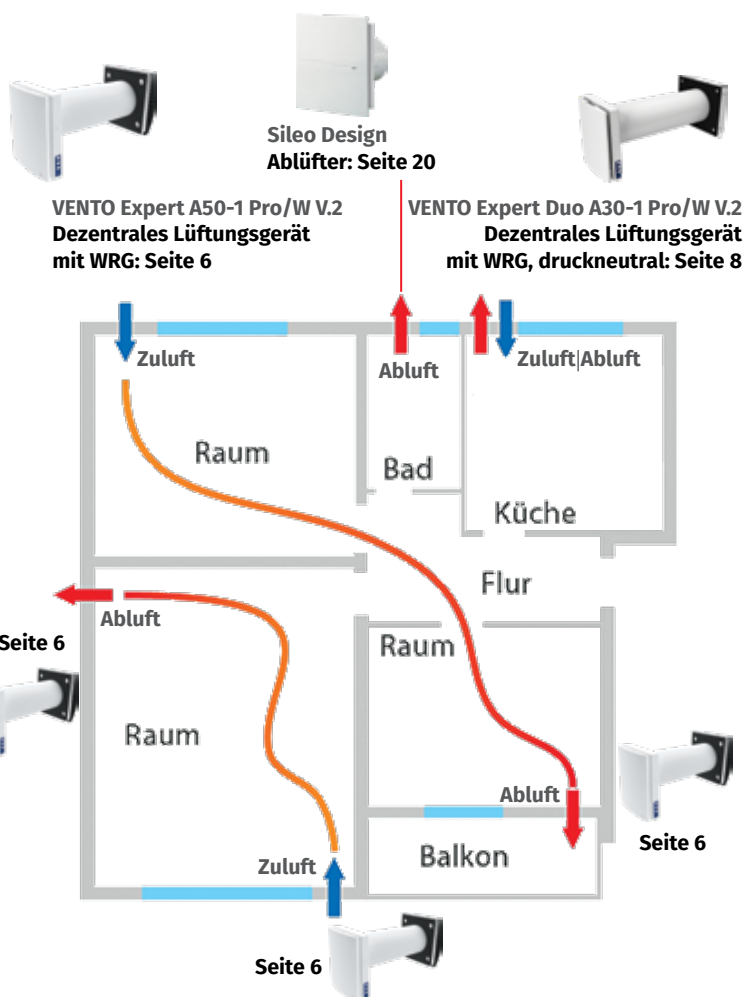 Sileo Design
Ablüfter: Seite 20
VENTO Expert A50-1 Pro/W V.2
Dezentrales Lüftungsgerät
mit WRG: Seite 6
VENTO Expert Duo A30-1 Pro/W V.2
Dezentrales Lüftungsgerät
mit WRG, druckneutral: Seite 8
Zuluft
Abluft
Zuluft|Abluft
Raum
Bad
Küche
Flur
Abluft
Seite 6
Raum
Raum
Abluft
Seite 6
Zuluft
Balkon
Seite 6